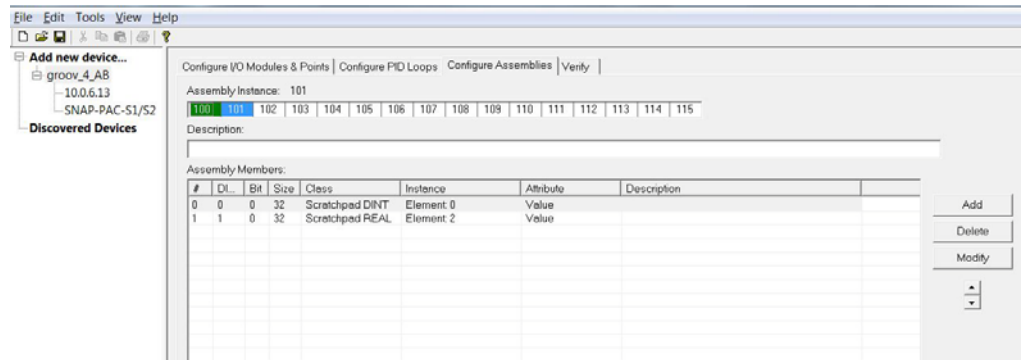 File Edit Tools View Help
Add new device...
groov_4_AB
10.0.6.13
SNAP-PAC-S1/S2
Discovered Devices
Configure I/O Modules & Points Configure PID Loops Configure Assemblies Verify
Assembly Instance: 101
100 101 102 103 104 105 106 107 108 109 110 111 112 113 114 115
Description:
Assembly Members:
# DI... Bit Size Class Instance Attribute Description
0 0 0 32 Scratchpad DINT Element 0 Value
1 1 0 32 Scratchpad REAL Element 2 Value
Add
Delete
Modify